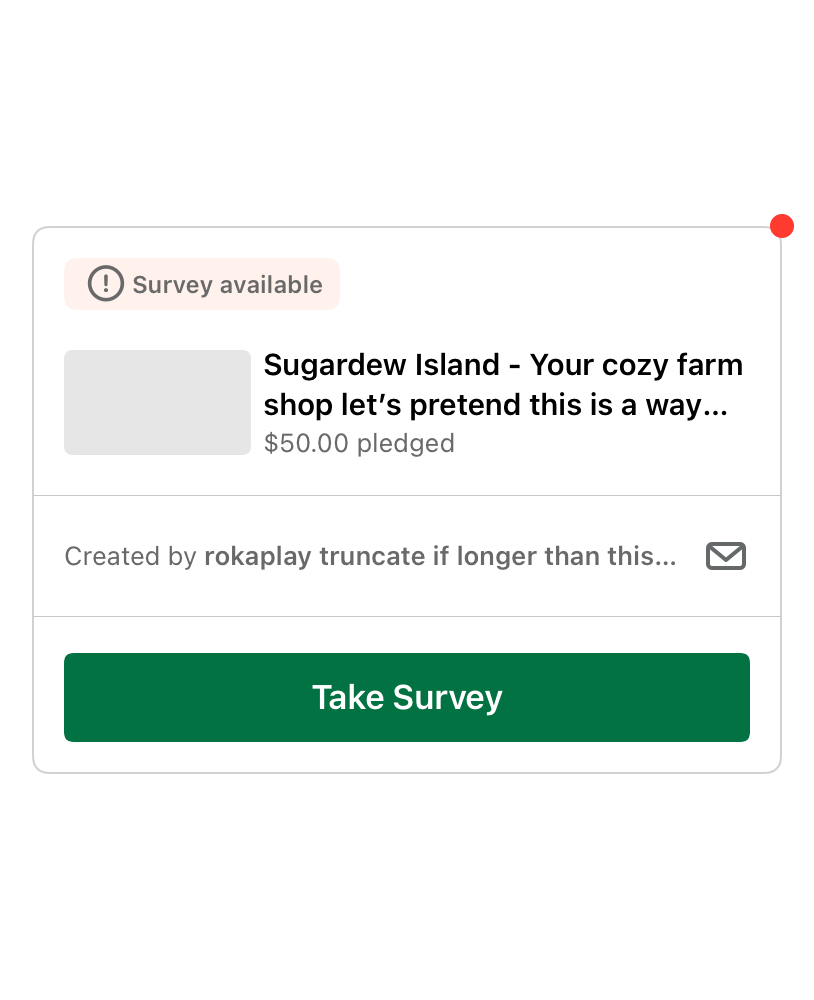 Survey available
Sugardew Island - Your cozy farm
shop let’s pretend this is a way...
$50.00 pledged
Created by rokaplay truncate if longer than this...
Take Survey